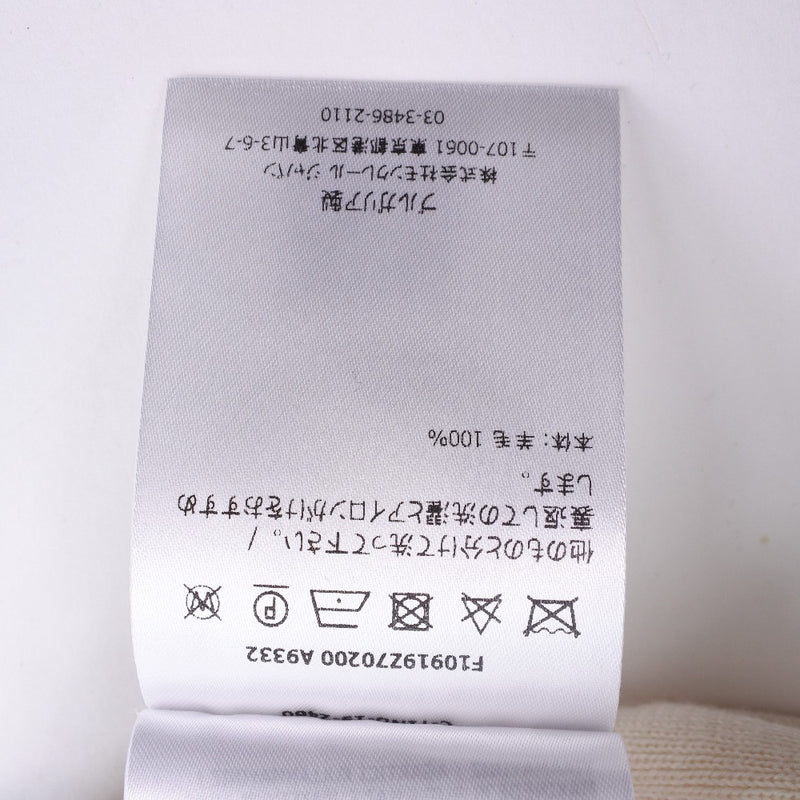 F10919Z70200 A9332
他のものと分けて洗って下さい。 /
裏返しての洗濯とアイロンがけをおすすめ
します。
本体: 羊毛 100%
ブルガリア製
株式会社モンクレール ジャパン
〒107-0061 東京都港区北青山3-6-7
03-3486-2110